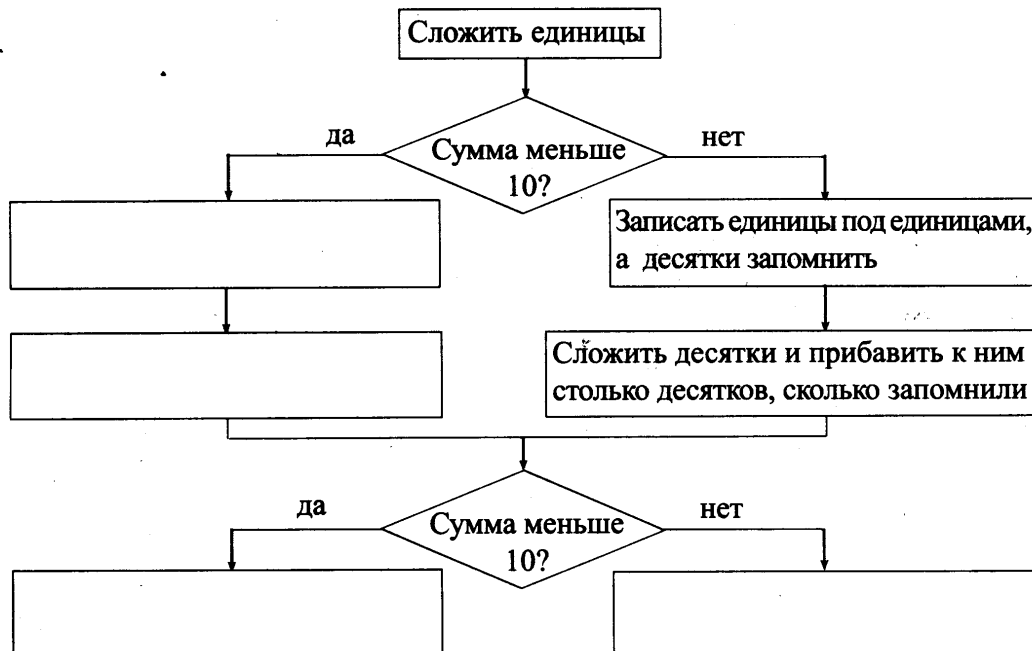 Сложить единицы
да
нет
Сумма меньше
10?
Записать единицы под единицами,
а десятки запомнить
Сложить десятки и прибавить к ним
столько десятков, сколько запомнили
да
нет
Сумма меньше
10?